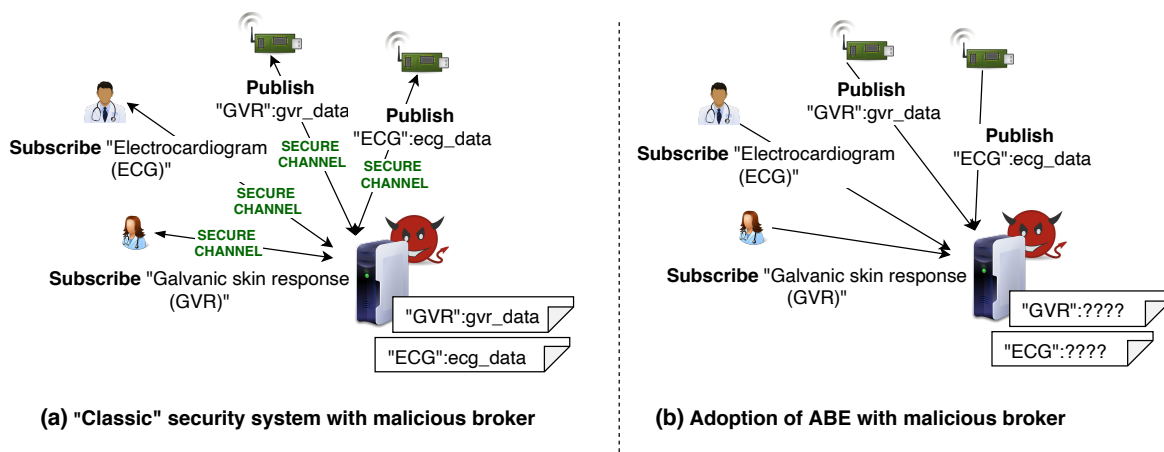 Publish
"GVR":gvr_data
SECURE
CHANNEL
Publish
"ECG":ecg_data
SECURE
CHANNEL
Subscribe "Electrocardiogram
(ECG)"
SECURE
CHANNEL
SECURE
CHANNEL
Subscribe "Galvanic skin response
(GVR)"
"GVR":gvr_data
"ECG":ecg_data
(a) "Classic" security system with malicious broker
Publish
"GVR":gvr_data
Publish
"ECG":ecg_data
Subscribe "Electrocardiogram
(ECG)"
Subscribe "Galvanic skin response
(GVR)"
"GVR":????
"ECG":????
(b) Adoption of ABE with malicious broker